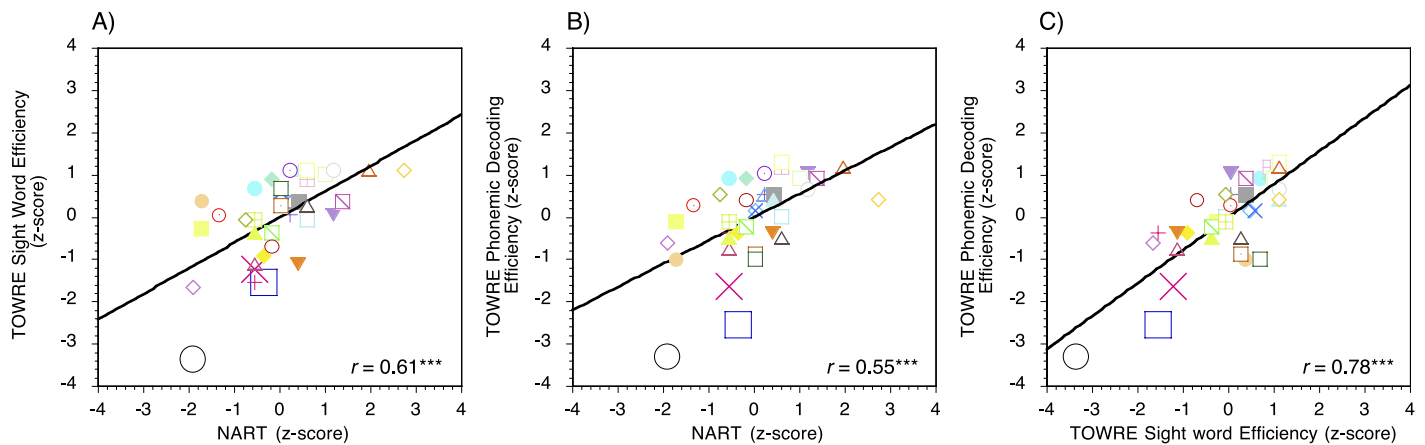 A)
TOWRE Sight Word Efficiency
(z-score)
4
3
2
1
0
-1
-2
-3
-4
r = 0.61***
-4 -3 -2 -1 0 1 2 3 4
NART (z-score)
B)
TOWRE Phonemic Decoding
Efficiency (z-score)
4
3
2
1
0
-1
-2
-3
-4
r = 0.55***
-4 -3 -2 -1 0 1 2 3 4
NART (z-score)
C)
TOWRE Phonemic Decoding
Efficiency (z-score)
4
3
2
1
0
-1
-2
-3
-4
r = 0.78***
-4 -3 -2 -1 0 1 2 3 4
TOWRE Sight word Efficiency (z-score)